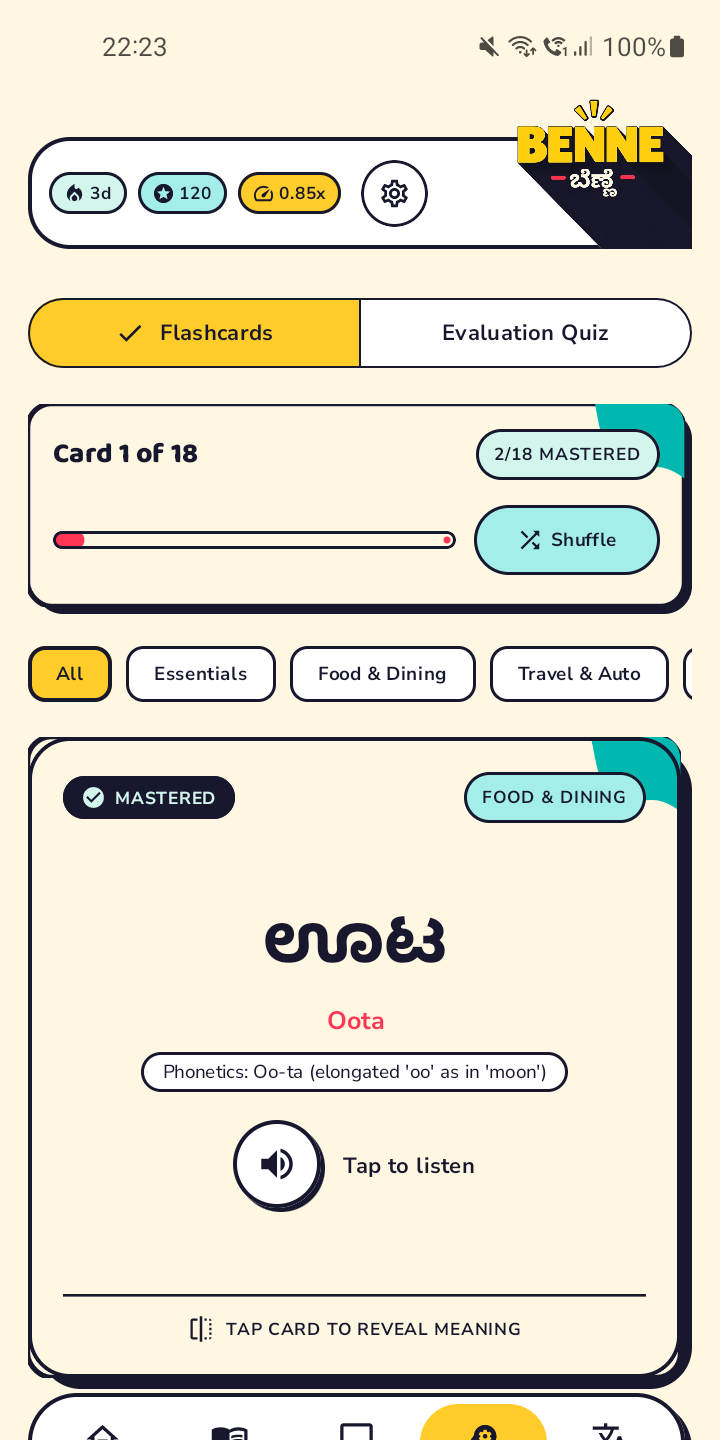 22:23
100%
BENNE
ಬೆಣ್ಣೆ
3d
120
0.85x
Flashcards
Evaluation Quiz
Card 1 of 18
2/18 MASTERED
Shuffle
All
Essentials
Food & Dining
Travel & Auto
MASTERED
FOOD & DINING
ಊಟ
Oota
Phonetics: Oo-ta (elongated 'oo' as in 'moon')
Tap to listen
TAP CARD TO REVEAL MEANING